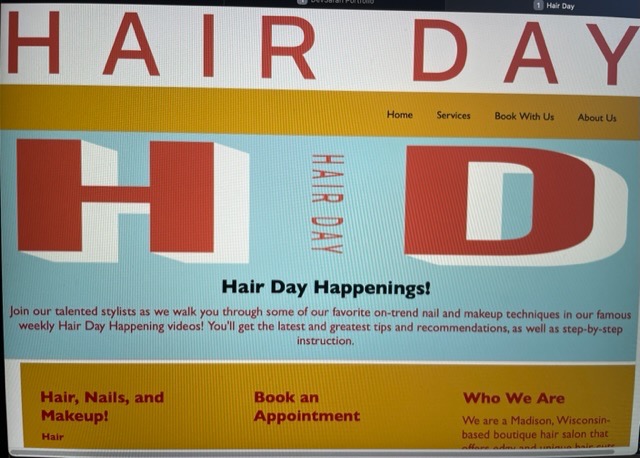 Hair Day
HAIR DAY
Home Services Book With Us About Us
H HAIR DAY D
Hair Day Happenings!
Join our talented stylists as we walk you through some of our favorite on-trend nail and makeup techniques in our famous
weekly Hair Day Happening videos! You'll get the latest and greatest tips and recommendations, as well as step-by-step
instruction.
Hair, Nails, and
Makeup!
Hair
Book an
Appointment
Who We Are
We are a Madison, Wisconsin-
based boutique hair salon that